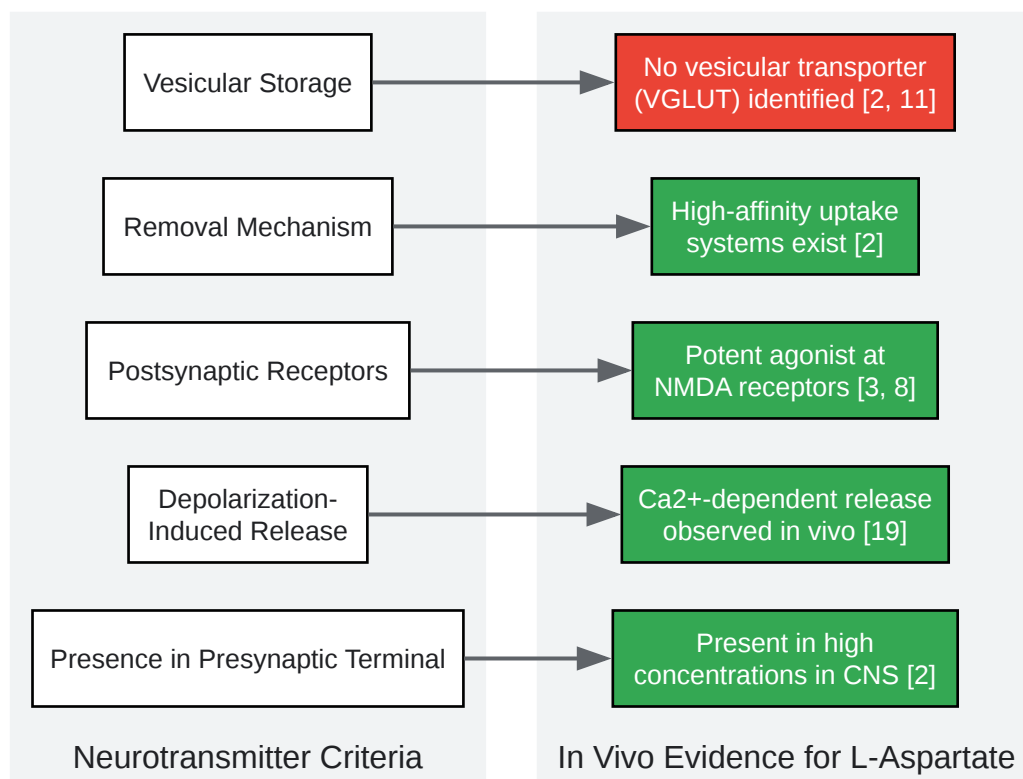 Vesicular Storage
No vesicular transporter
(VGLUT) identified [2, 11]
Removal Mechanism
High-affinity uptake
systems exist [2]
Postsynaptic Receptors
Potent agonist at
NMDA receptors [3, 8]
Depolarization-
Induced Release
Ca2+-dependent release
observed in vivo [19]
Presence in Presynaptic Terminal
Present in high
concentrations in CNS [2]
Neurotransmitter Criteria
In Vivo Evidence for L-Aspartate